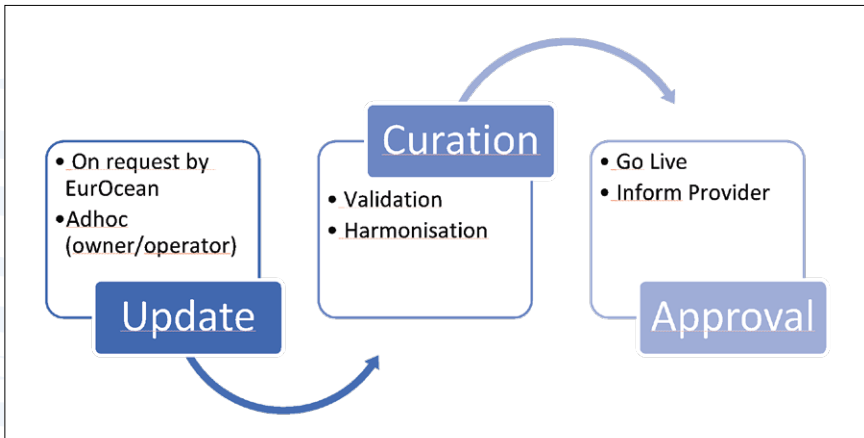 • On request by
EurOcean
•Adhoc
(owner/operator)
Update
Curation
• Validation
• Harmonisation
• Go Live
• Inform Provider
Approval